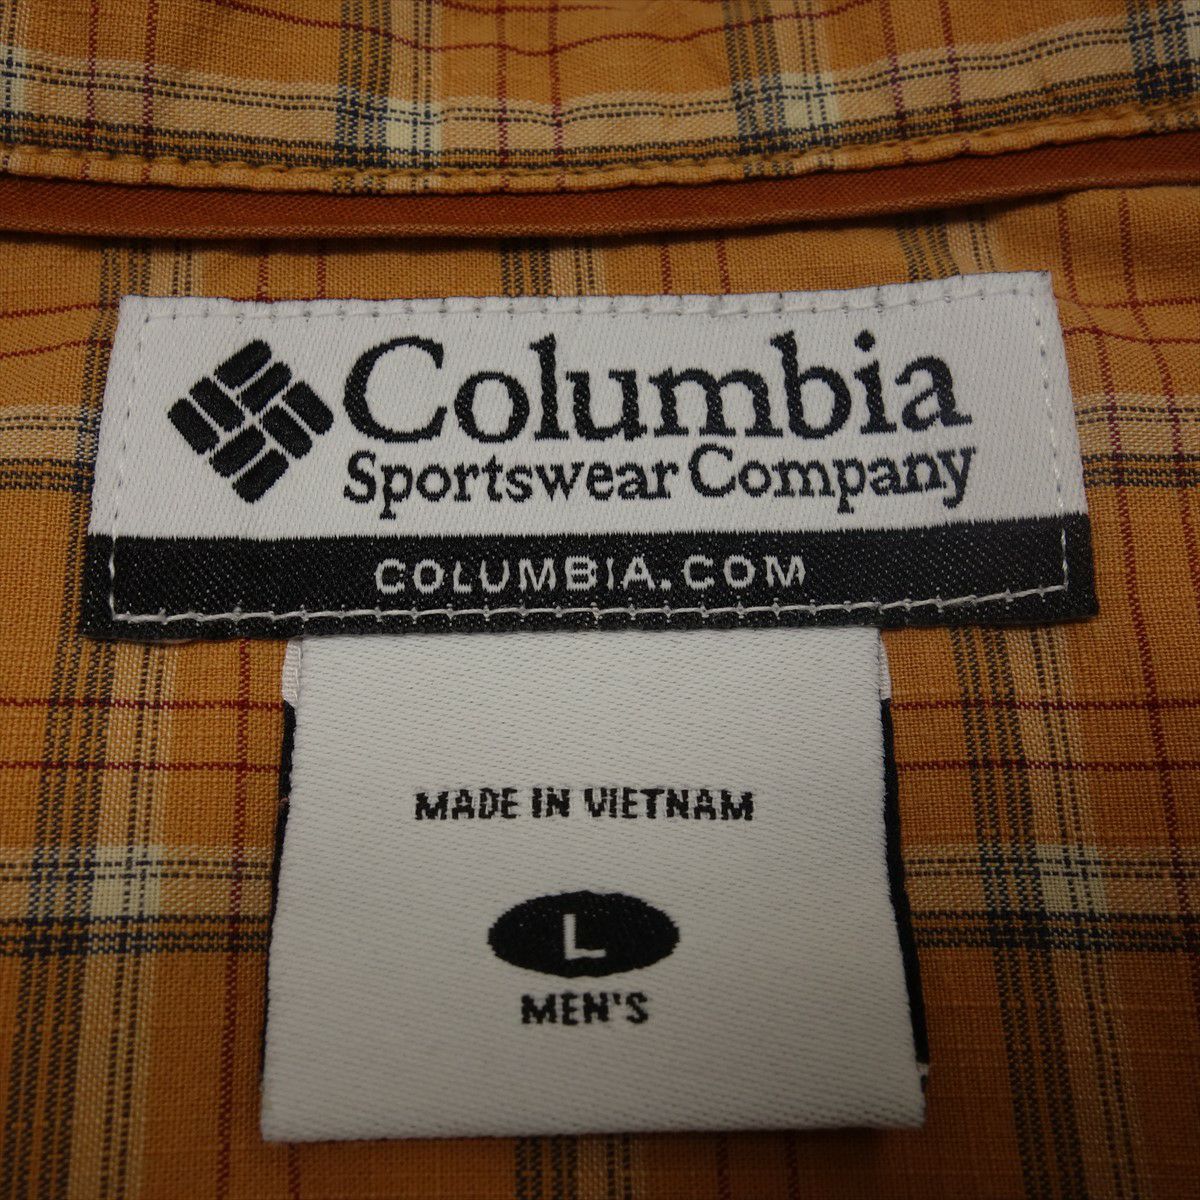 Columbia
Sportswear Company
COLUMBIA.COM
MADE IN VIETNAM
L
MEN'S